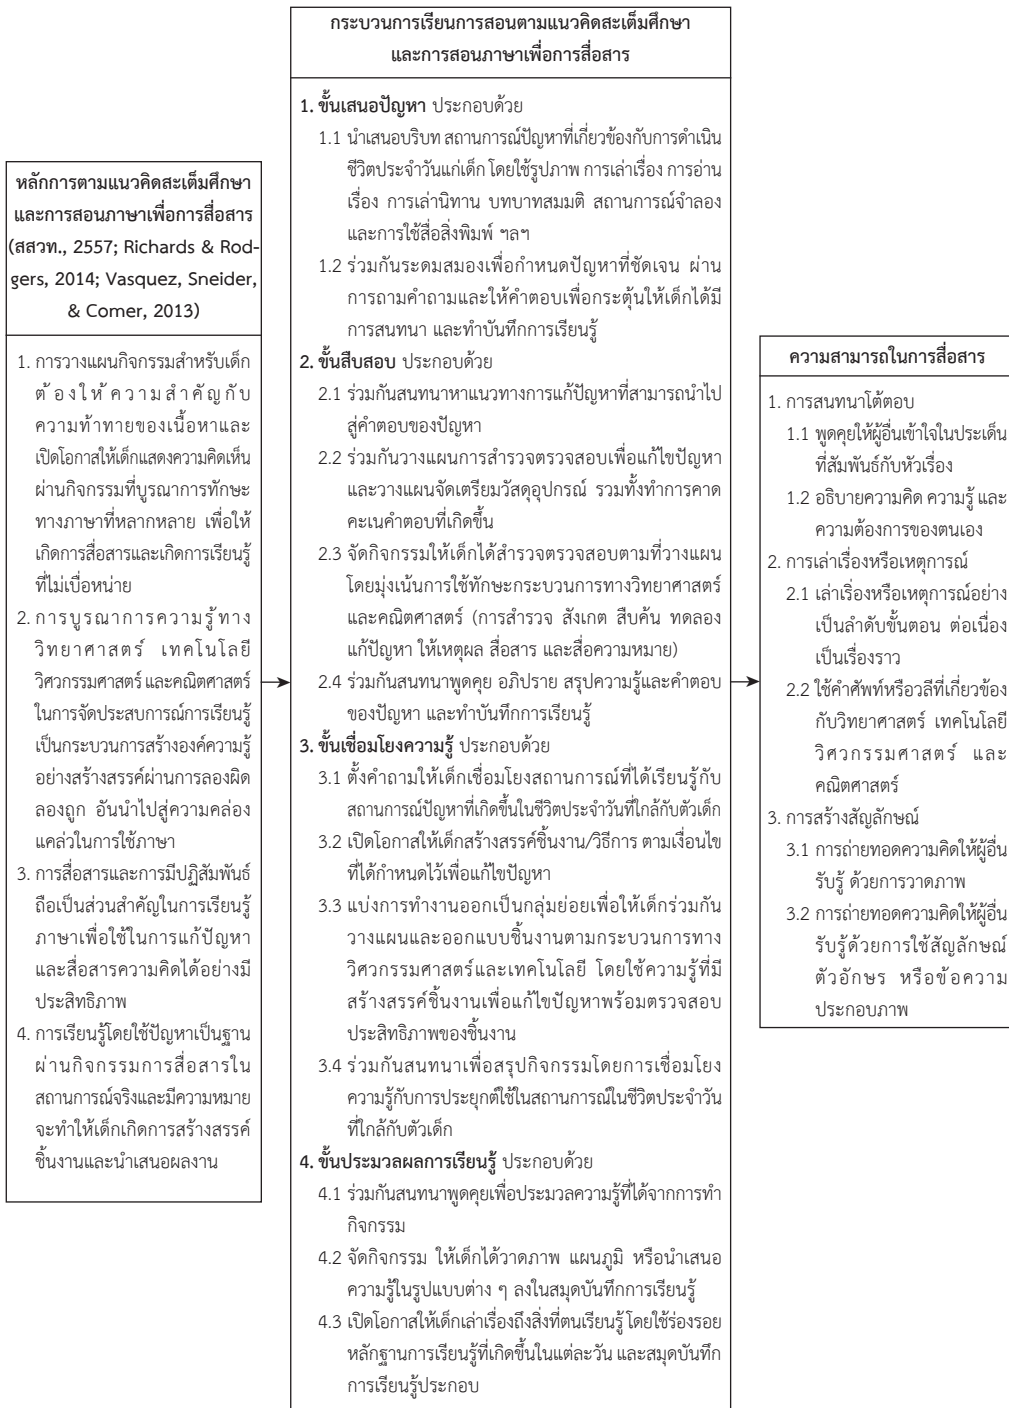 หลักการตามแนวคิดสะเต็มศึกษา
และการสอนภาษาเพื่อการสื่อสาร
(สสวท., 2557; Richards & Rod-
gers, 2014; Vasquez, Sneider,
& Comer, 2013)
1. การวางแผนกิจกรรมสำหรับเด็ก
ต้องให้ความสำคัญกับ
ความท้าทายของเนื้อหาและ
เปิดโอกาสให้เด็กแสดงความคิดเห็น
ผ่านกิจกรรมที่บูรณาการทักษะ
ทางภาษาที่หลากหลาย เพื่อให้
เกิดการสื่อสารและเกิดการเรียนรู้
ที่ไม่เบื่อหน่าย
2. การบูรณาการความรู้ทาง
วิทยาศาสตร์ เทคโนโลยี
วิศวกรรมศาสตร์ และคณิตศาสตร์
ในการจัดประสบการณ์การเรียนรู้
เป็นกระบวนการสร้างองค์ความรู้
อย่างสร้างสรรค์ผ่านการลองผิด
ลองถูก อันนำไปสู่ความคล่อง
แคล่วในการใช้ภาษา
3. การสื่อสารและการมีปฏิสัมพันธ์
ถือเป็นส่วนสำคัญในการเรียนรู้
ภาษาเพื่อใช้ในการแก้ปัญหา
และสื่อสารความคิดได้อย่างมี
ประสิทธิภาพ
4. การเรียนรู้โดยใช้ปัญหาเป็นฐาน
ผ่านกิจกรรมการสื่อสารใน
สถานการณ์จริงและมีความหมาย
จะทำให้เด็กเกิดการสร้างสรรค์
ชิ้นงานและนำเสนอผลงาน
กระบวนการเรียนการสอนตามแนวคิดสะเต็มศึกษา
และการสอนภาษาเพื่อการสื่อสาร
1. ขั้นเสนอปัญหา ประกอบด้วย
1.1 นำเสนอบริบท สถานการณ์ปัญหาที่เกี่ยวข้องกับการดำเนิน
ชีวิตประจำวันแก่เด็ก โดยใช้รูปภาพ การเล่าเรื่อง การอ่าน
เรื่อง การเล่านิทาน บทบาทสมมติ สถานการณ์จำลอง
และการใช้สื่อสิ่งพิมพ์ ฯลฯ
1.2 ร่วมกันระดมสมองเพื่อกำหนดปัญหาที่ชัดเจน ผ่าน
การถามคำถามและให้คำตอบเพื่อกระตุ้นให้เด็กได้มี
การสนทนา และทำบันทึกการเรียนรู้
2. ขั้นสืบสอบ ประกอบด้วย
2.1 ร่วมกันสนทนาหาแนวทางการแก้ปัญหาที่สามารถนำไป
สู่คำตอบของปัญหา
2.2 ร่วมกันวางแผนการสำรวจตรวจสอบเพื่อแก้ไขปัญหา
และวางแผนจัดเตรียมวัสดุอุปกรณ์ รวมทั้งทำการคาด
คะเนคำตอบที่เกิดขึ้น
2.3 จัดกิจกรรมให้เด็กได้สำรวจตรวจสอบตามที่วางแผน
โดยมุ่งเน้นการใช้ทักษะกระบวนการทางวิทยาศาสตร์
และคณิตศาสตร์ (การสำรวจ สังเกต สืบค้น ทดลอง
แก้ปัญหา ให้เหตุผล สื่อสาร และสื่อความหมาย)
2.4 ร่วมกันสนทนาพูดคุย อภิปราย สรุปความรู้และคำตอบ
ของปัญหา และทำบันทึกการเรียนรู้
3. ขั้นเชื่อมโยงความรู้ ประกอบด้วย
3.1 ตั้งคำถามให้เด็กเชื่อมโยงสถานการณ์ที่ได้เรียนรู้กับ
สถานการณ์ปัญหาที่เกิดขึ้นในชีวิตประจำวันที่ใกล้กับตัวเด็ก
3.2 เปิดโอกาสให้เด็กสร้างสรรค์ชิ้นงาน/วิธีการ ตามเงื่อนไข
ที่ได้กำหนดไว้เพื่อแก้ไขปัญหา
3.3 แบ่งการทำงานออกเป็นกลุ่มย่อยเพื่อให้เด็กร่วมกัน
วางแผนและออกแบบชิ้นงานตามกระบวนการทาง
วิศวกรรมศาสตร์และเทคโนโลยี โดยใช้ความรู้ที่มี
สร้างสรรค์ชิ้นงานเพื่อแก้ไขปัญหาพร้อมตรวจสอบ
ประสิทธิภาพของชิ้นงาน
3.4 ร่วมกันสนทนาเพื่อสรุปกิจกรรมโดยการเชื่อมโยง
ความรู้กับการประยุกต์ใช้ในสถานการณ์ในชีวิตประจำวัน
ที่ใกล้กับตัวเด็ก
4. ขั้นประมวลผลการเรียนรู้ ประกอบด้วย
4.1 ร่วมกันสนทนาพูดคุยเพื่อประมวลความรู้ที่ได้จากการทำ
กิจกรรม
4.2 จัดกิจกรรม ให้เด็กได้วาดภาพ แผนภูมิ หรือนำเสนอ
ความรู้ในรูปแบบต่าง ๆ ลงในสมุดบันทึกการเรียนรู้
4.3 เปิดโอกาสให้เด็กเล่าเรื่องถึงสิ่งที่ตนเรียนรู้ โดยใช้ร่องรอย
หลักฐานการเรียนรู้ที่เกิดขึ้นในแต่ละวัน และสมุดบันทึก
การเรียนรู้ประกอบ
ความสามารถในการสื่อสาร
1. การสนทนาโต้ตอบ
1.1 พูดคุยให้ผู้อื่นเข้าใจในประเด็น
ที่สัมพันธ์กับหัวเรื่อง
1.2 อธิบายความคิด ความรู้ และ
ความต้องการของตนเอง
2. การเล่าเรื่องหรือเหตุการณ์
2.1 เล่าเรื่องหรือเหตุการณ์อย่าง
เป็นลำดับขั้นตอน ต่อเนื่อง
เป็นเรื่องราว
2.2 ใช้คำศัพท์หรือวลีที่เกี่ยวข้อง
กับวิทยาศาสตร์ เทคโนโลยี
วิศวกรรมศาสตร์ และ
คณิตศาสตร์
3. การสร้างสัญลักษณ์
3.1 การถ่ายทอดความคิดให้ผู้อื่น
รับรู้ ด้วยการวาดภาพ
3.2 การถ่ายทอดความคิดให้ผู้อื่น
รับรู้ด้วยการใช้สัญลักษณ์
ตัวอักษร หรือข้อความ
ประกอบภาพ